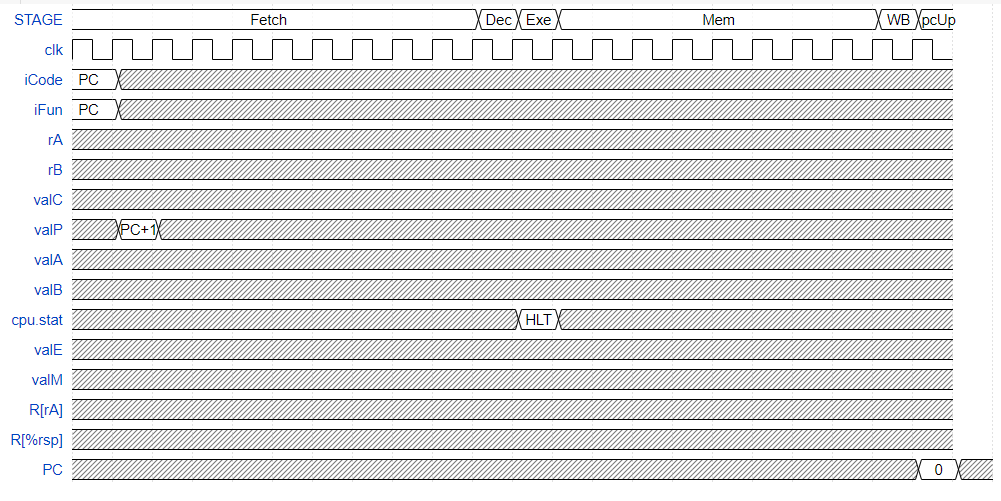 STAGE Fetch Dec Exe Mem WB pcUp
clk
iCode PC
iFun PC
rA
rB
valC
valP PC+1
valA
valB
cpu.stat HLT
valE
valM
R[rA]
R[%rsp]
PC 0